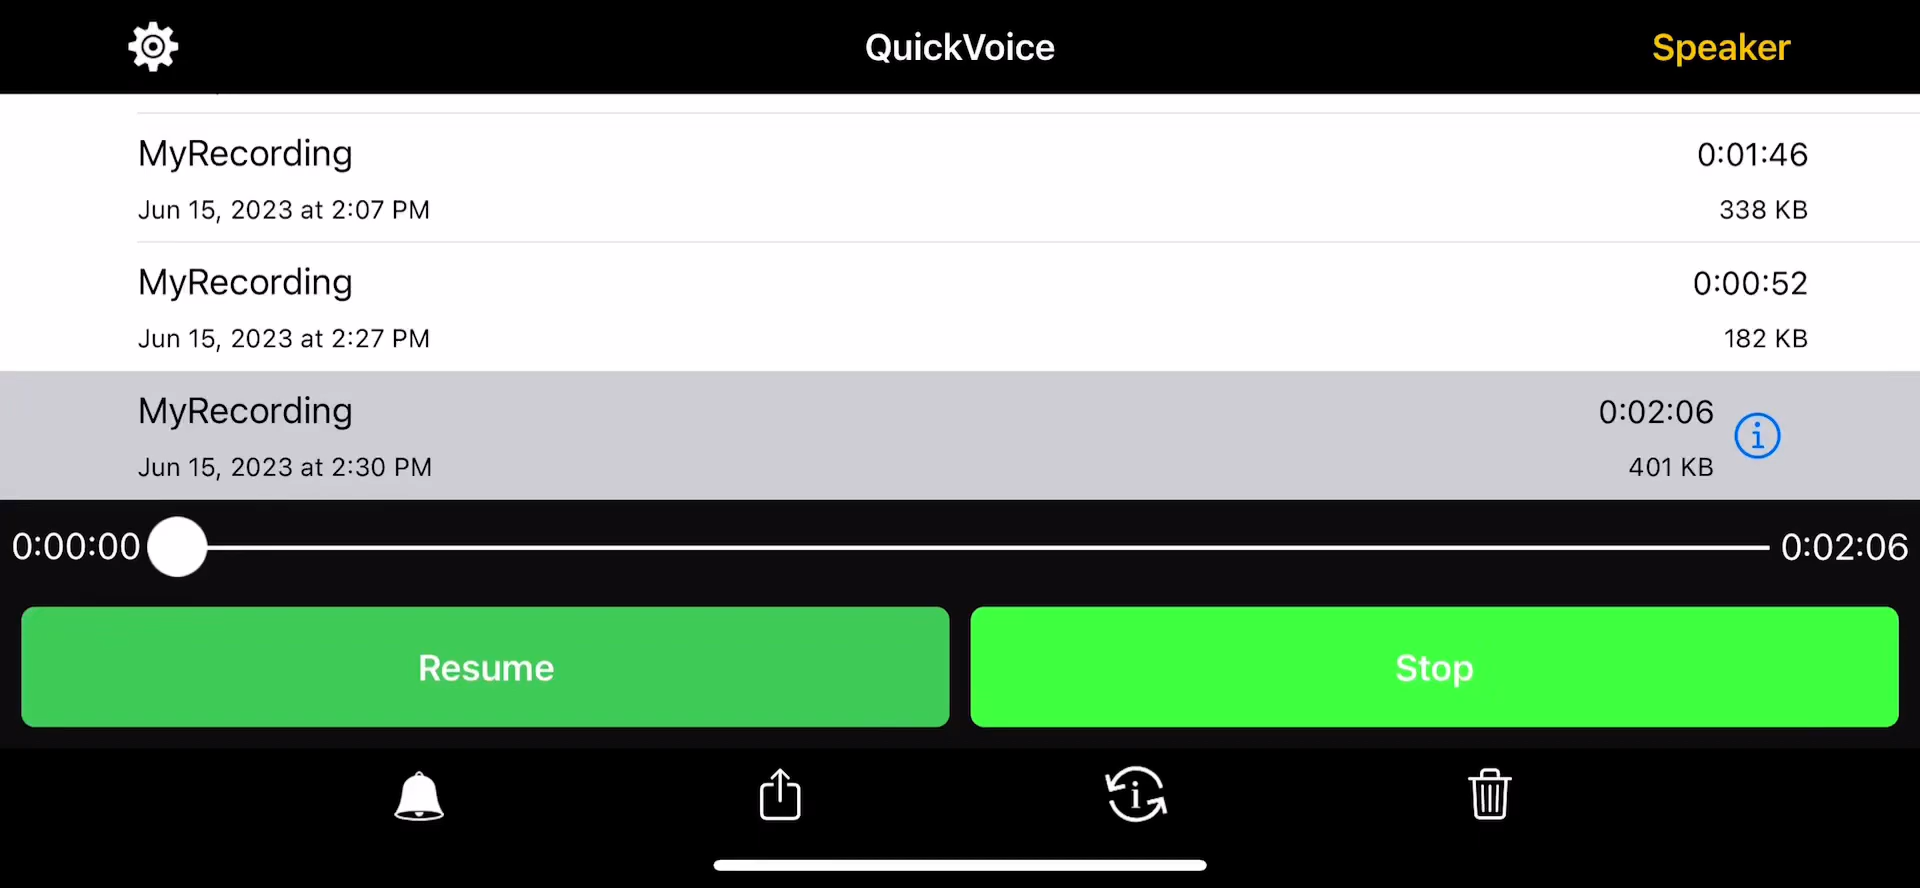 QuickVoice
Speaker
MyRecording
0:01:46
Jun 15, 2023 at 2:07 PM
338 KB
MyRecording
0:00:52
Jun 15, 2023 at 2:27 PM
182 KB
MyRecording
0:02:06
Jun 15, 2023 at 2:30 PM
401 KB
0:00:00
0:02:06
Resume
Stop